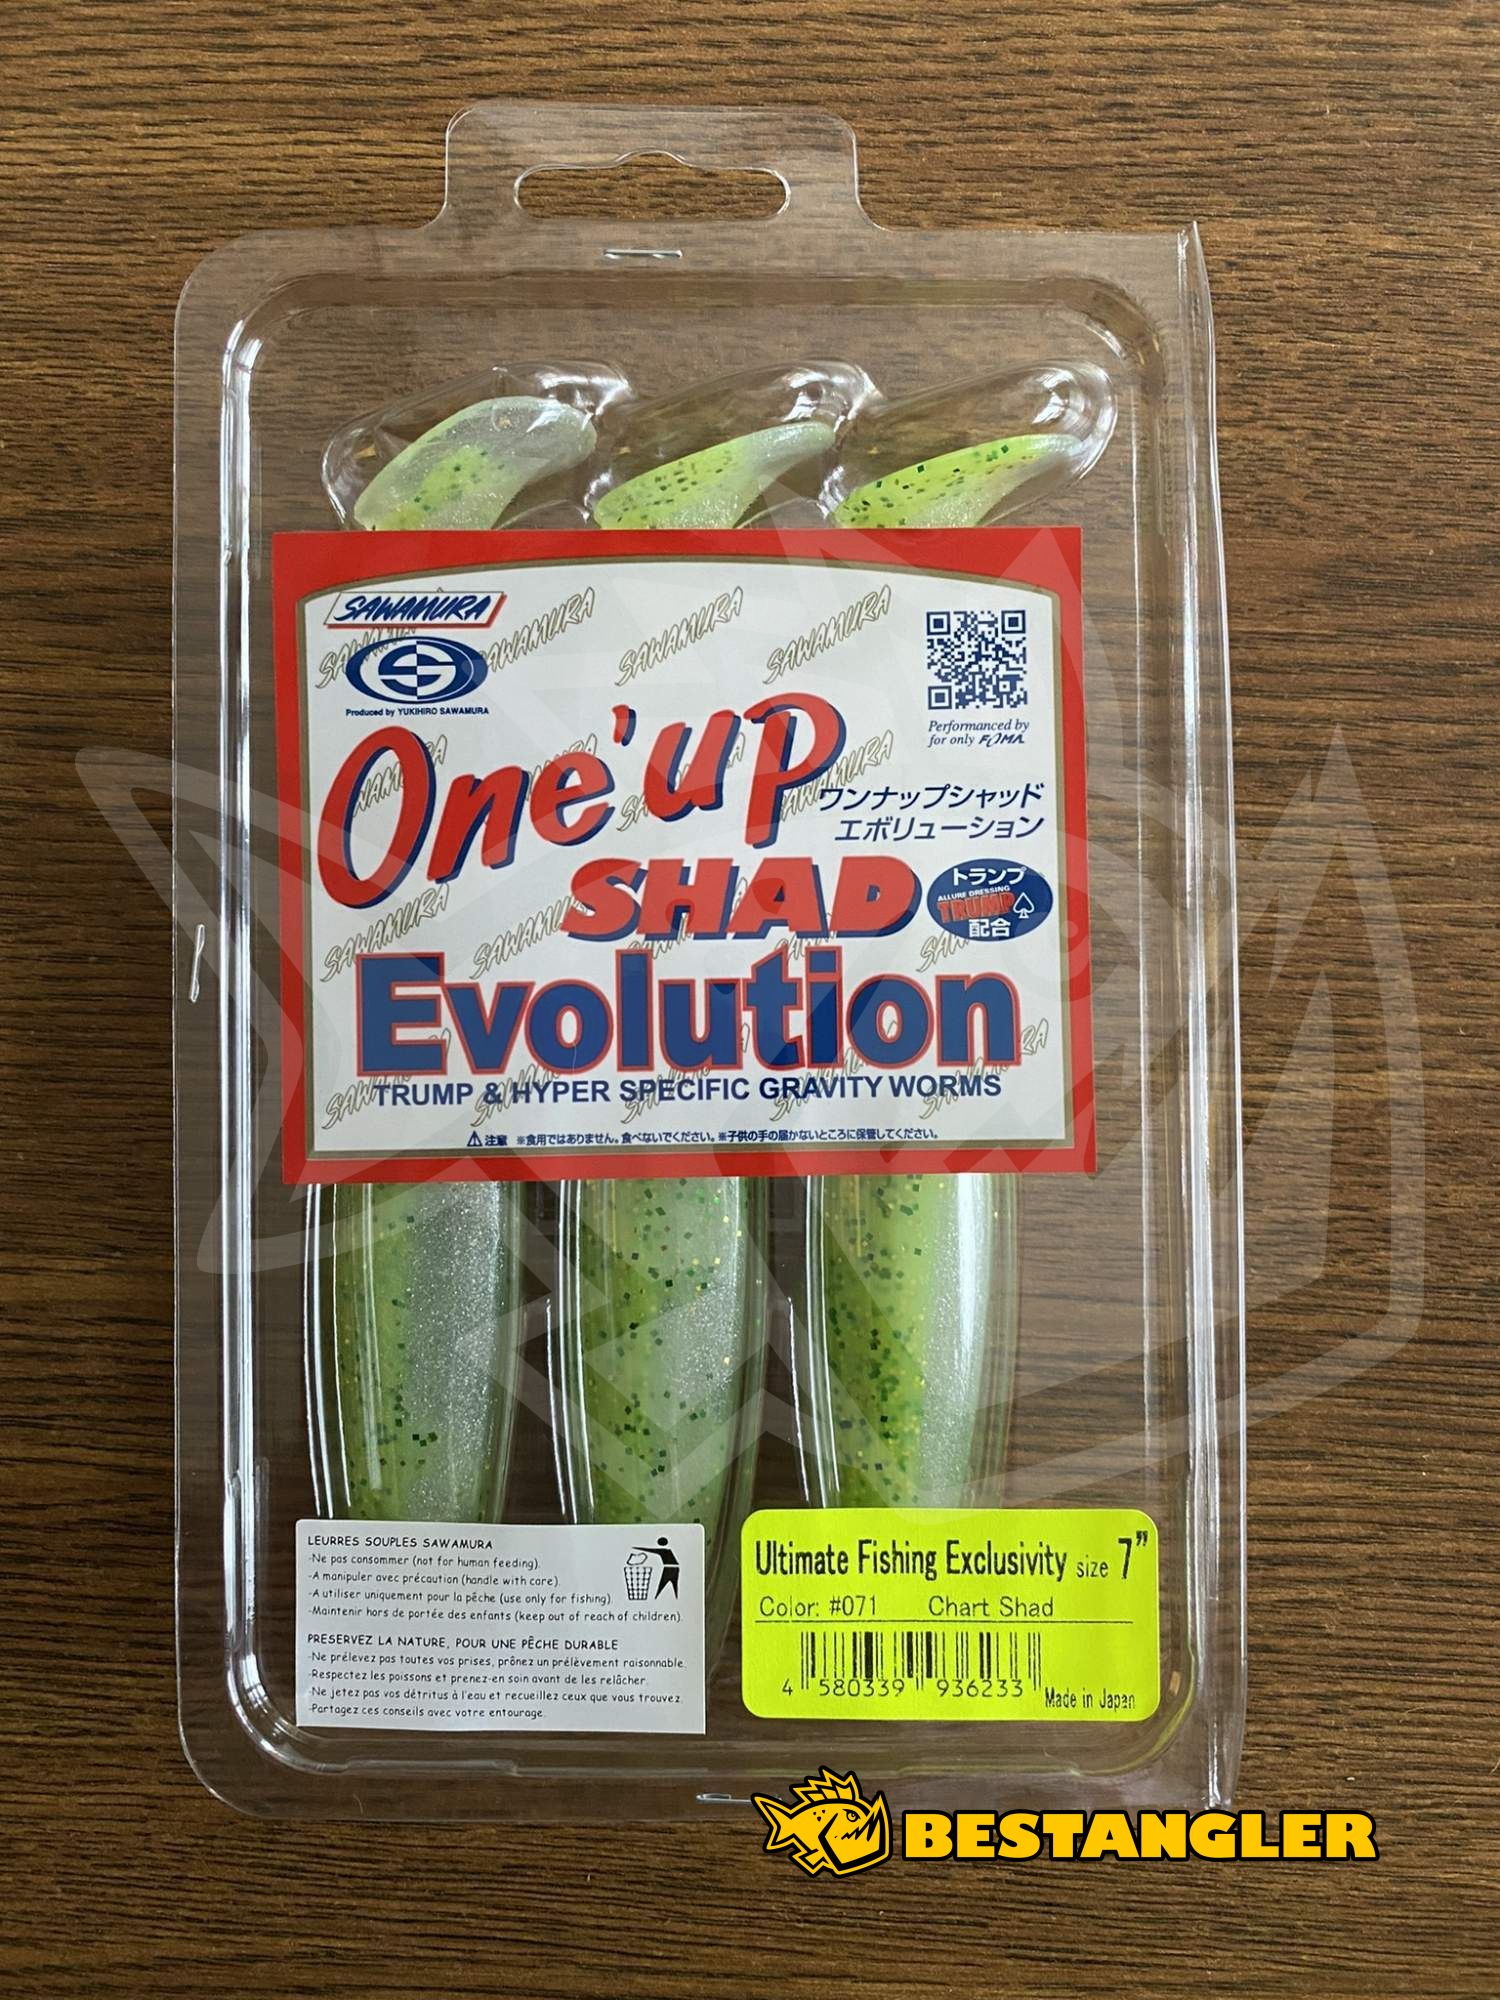 SAWAMURA
S
Produced by YUKIHIRO SAWAMURA
Performanced by
for only FOMA
One'up
ワンナップシャッド
エボリューション
SHAD
トランプ
ALLURE DRESSING
TRUMP
配合
Evolution
TRUMP & HYPER SPECIFIC GRAVITY WORMS
注意 ※食用ではありません。食べないでください。※子供の手の届かないところに保管してください。
LEURRES SOUPLES SAWAMURA
-Ne pas consommer (not for human feeding).
-A manipuler avec précaution (handle with care).
-A utiliser uniquement pour la pêche (use only for fishing).
-Maintenir hors de portée des enfants (keep out of reach of children).
PRESERVEZ LA NATURE, POUR UNE PÊCHE DURABLE
-Ne prélevez pas toutes vos prises, prônez un prélèvement raisonnable.
-Respectez les poissons et prenez-en soin avant de les relâcher.
-Ne jetez pas vos détritus à l'eau et recueillez ceux que vous trouvez.
-Partagez ces conseils avec votre entourage.
Ultimate Fishing Exclusivity size 7"
Color: #071 Chart Shad
4 580339 936233
Made in Japan
BESTANGLER